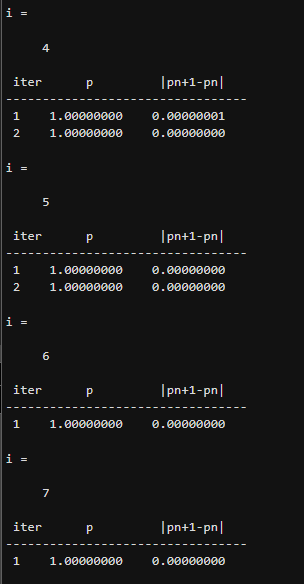 i =
4
iter p |pn+1-pn|
---------------------------------
1 1.00000000 0.00000001
2 1.00000000 0.00000000
i =
5
iter p |pn+1-pn|
---------------------------------
1 1.00000000 0.00000000
2 1.00000000 0.00000000
i =
6
iter p |pn+1-pn|
---------------------------------
1 1.00000000 0.00000000
i =
7
iter p |pn+1-pn|
---------------------------------
1 1.00000000 0.00000000